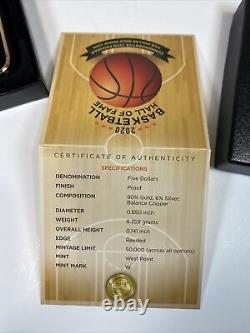 2020
BASKETBALL
HALL OF FAME
CERTIFICATE OF AUTHENTICITY
SPECIFICATIONS
DENOMINATION Five Dollars
FINISH Proof
COMPOSITION 90% Gold, 6% Silver,
Balance Copper
DIAMETER 0.850 inch
WEIGHT 8.359 grams
OVERALL HEIGHT 0.141 inch
EDGE Reeded
MINTAGE LIMIT 50,000 (across all options)
MINT West Point
MINT MARK W